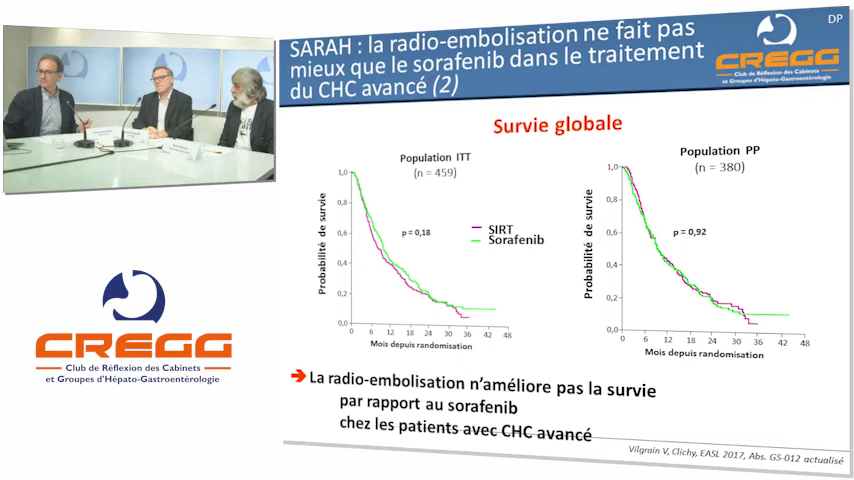 SARAH : la radio-embolisation ne fait pas
mieux que le sorafenib dans le traitement
du CHC avancé (2)
DP
CREGG
Club de Réflexion des Cabinets
et Groupes d'Hépato-Gastroentérologie
Survie globale
Population ITT
(n = 459)
Probabilité de survie
1,0
0,8
0,6
0,4
0,2
0,0
p = 0,18
0 6 12 18 24 30 36 42 48
Mois depuis randomisation
SIRT
Sorafenib
Population PP
(n = 380)
Probabilité de survie
1,0
0,8
0,6
0,4
0,2
0,0
p = 0,92
0 6 12 18 24 30 36 42 48
Mois depuis randomisation
CREGG
Club de Réflexion des Cabinets
et Groupes d'Hépato-Gastroentérologie
La radio-embolisation n'améliore pas la survie
par rapport au sorafenib
chez les patients avec CHC avancé
Vilgrain V, Clichy, EASL 2017, Abs. GS-012 actualisé